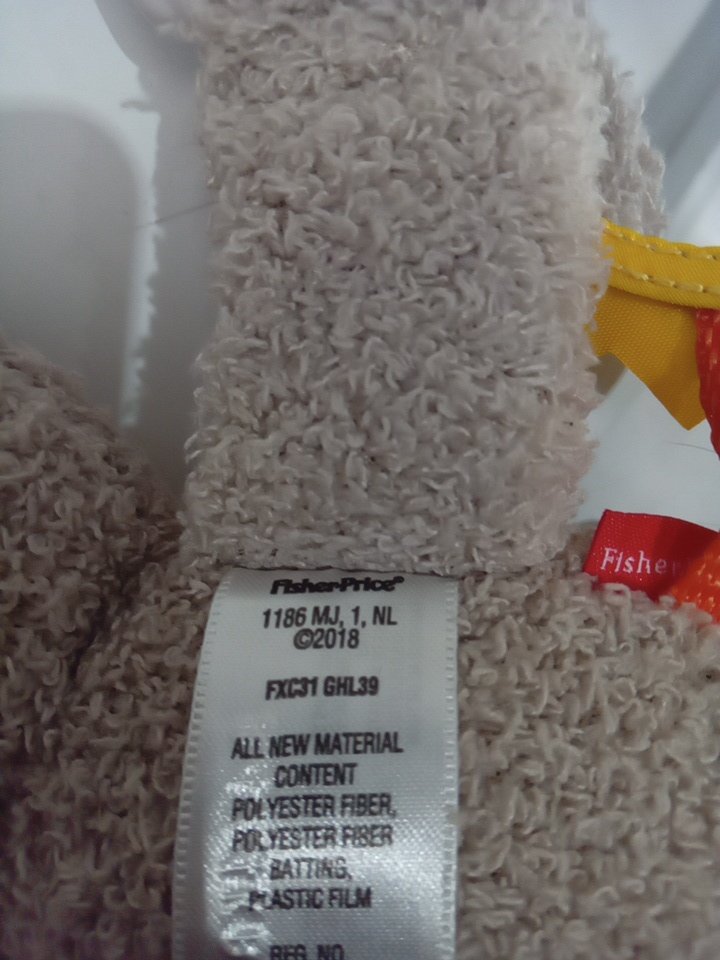 Fisher-Price®
1186 MJ, 1, NL
©2018
FXC31 GHL39
ALL NEW MATERIAL
CONTENT
POLYESTER FIBER,
POLYESTER FIBER
BATTING,
PLASTIC FILM
REG. NO.
Fisher